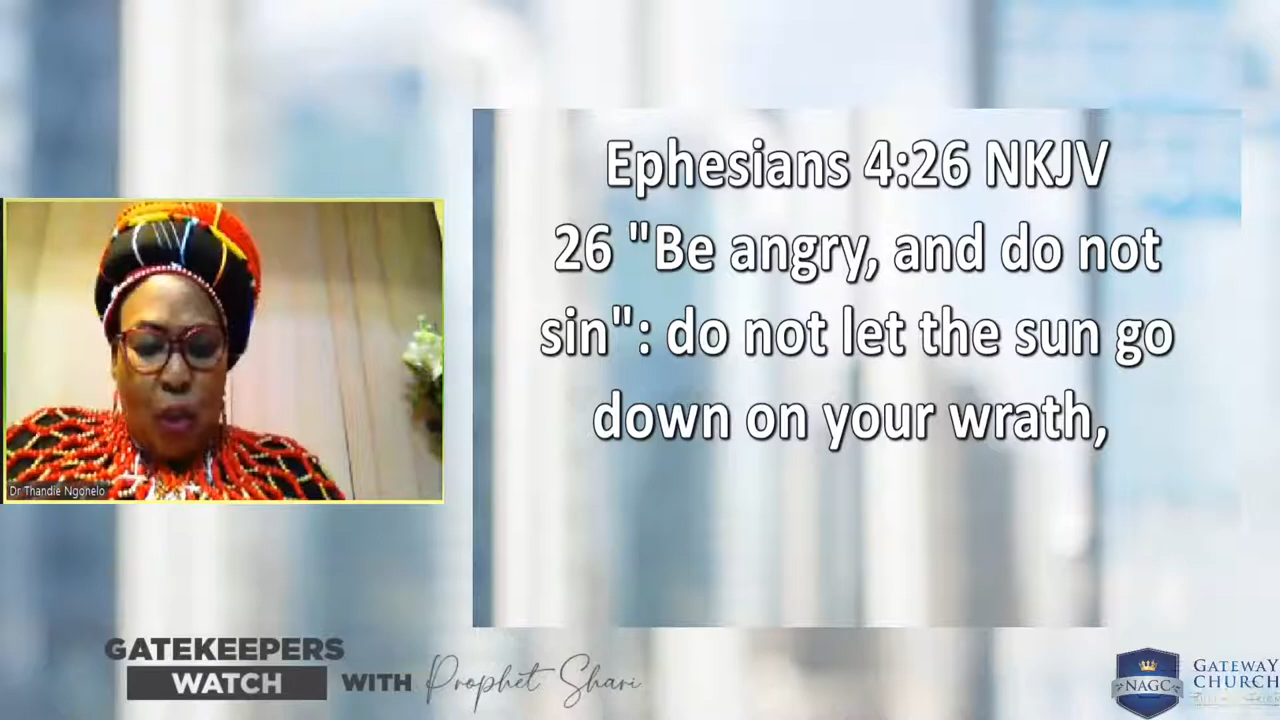 Ephesians 4:26 NKJV
26 "Be angry, and do not
sin": do not let the sun go
down on your wrath,
Dr Thandie Ngonelo
GATEKEEPERS
WATCH WITH Prophet Shari
NAGC
GATEWAY
CHURCH